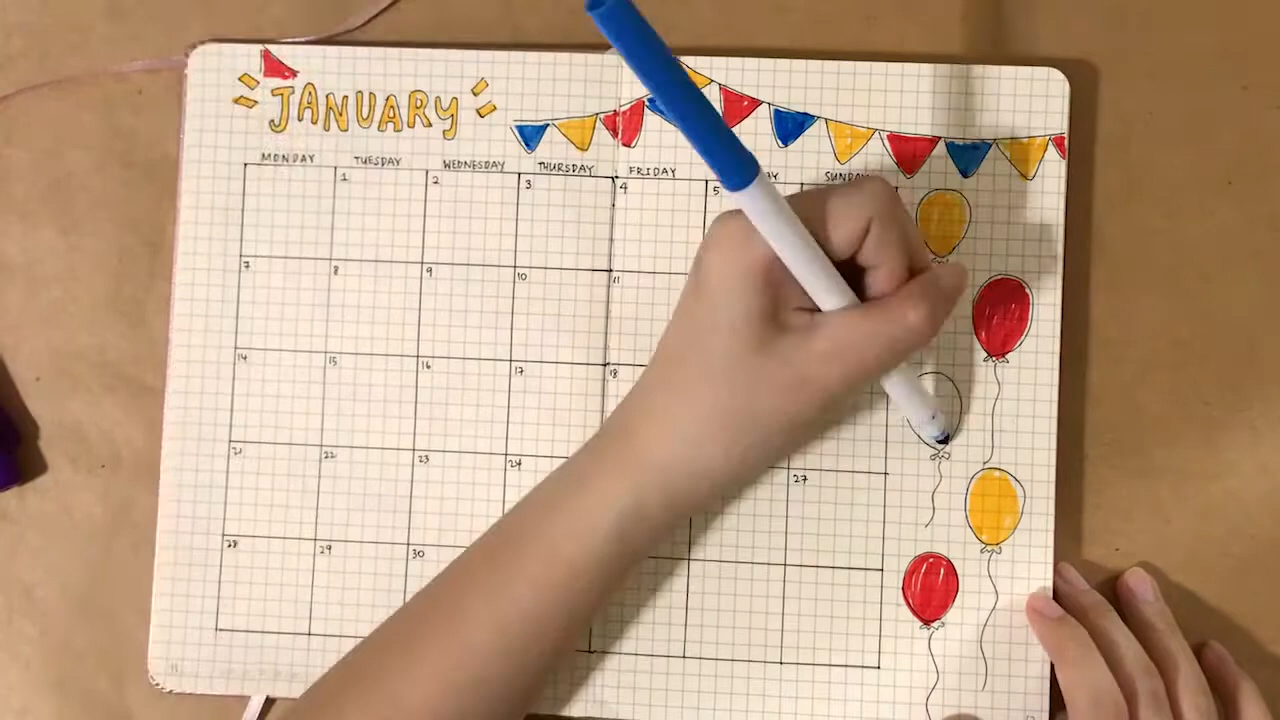 JANUARY
MONDAY TUESDAY WEDNESDAY THURSDAY FRIDAY SUNDAY
1 2 3 4 5
7 8 9 10 11
14 15 16 17 18
21 22 23 24 27
28 29 30